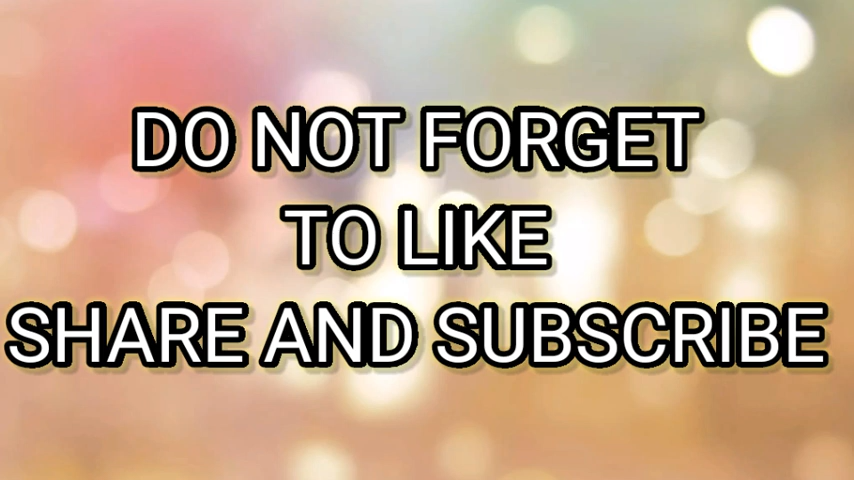 DO NOT FORGET
TO LIKE
SHARE AND SUBSCRIBE